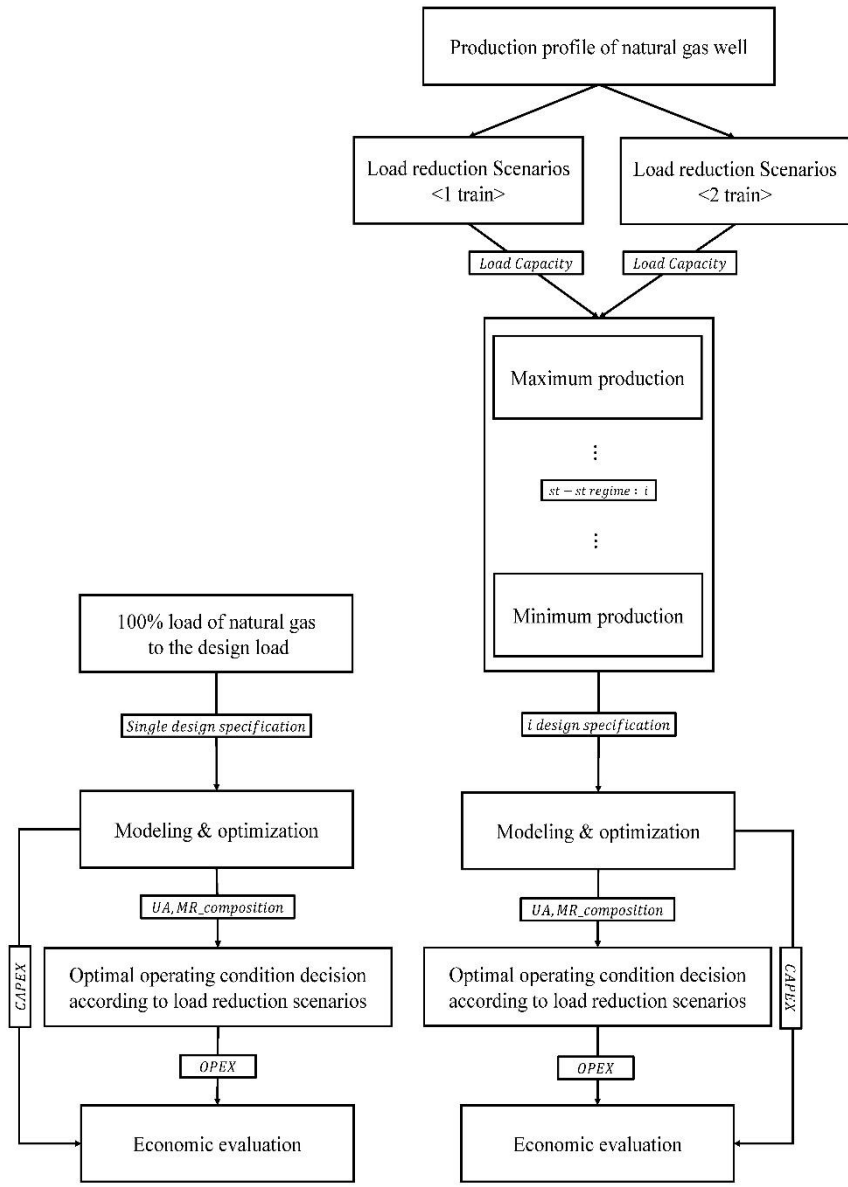 Production profile of natural gas well
Load reduction Scenarios
<1 train>
Load reduction Scenarios
<2 train>
Load Capacity
Load Capacity
Maximum production
⋮
st − st regime : i
⋮
Minimum production
100% load of natural gas
to the design load
Single design specification
i design specification
Modeling & optimization
Modeling & optimization
UA, MR_composition
UA, MR_composition
CAPEX
Optimal operating condition decision
according to load reduction scenarios
Optimal operating condition decision
according to load reduction scenarios
CAPEX
OPEX
OPEX
Economic evaluation
Economic evaluation